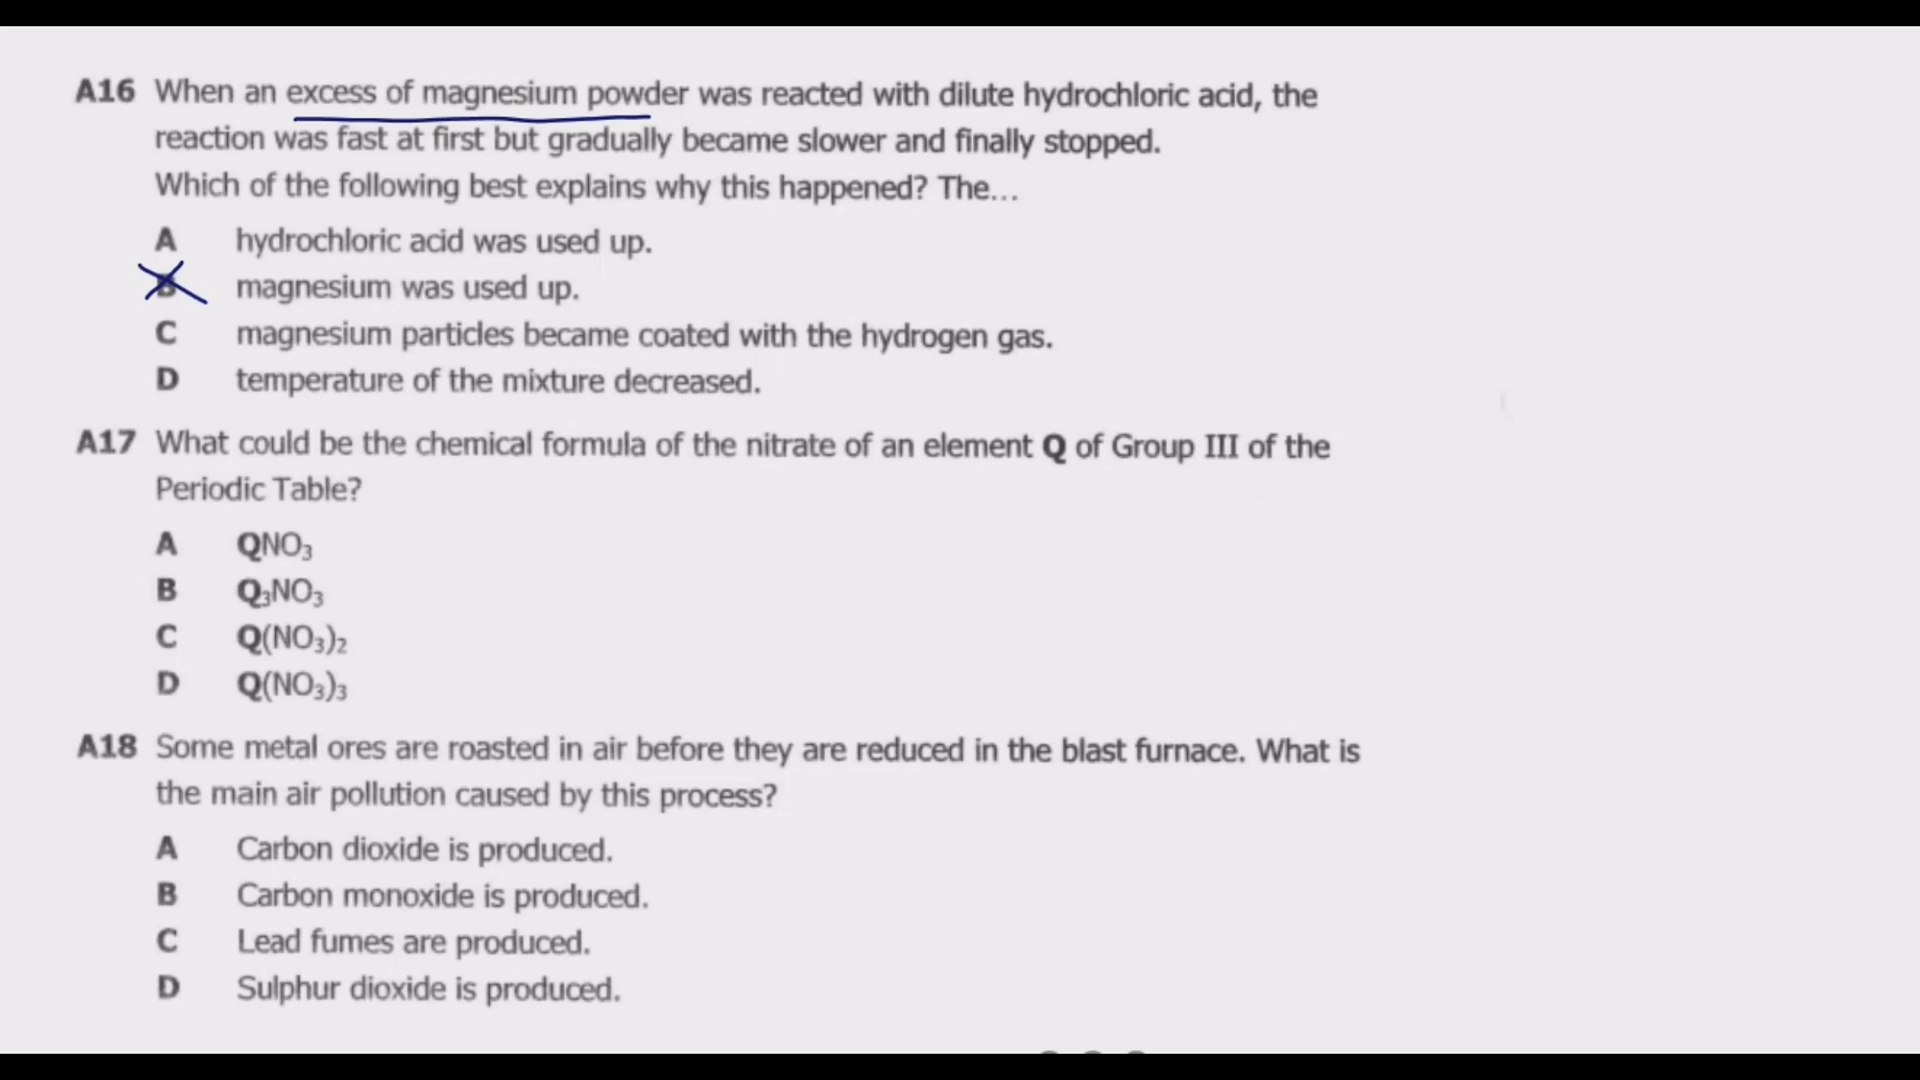 A16 When an excess of magnesium powder was reacted with dilute hydrochloric acid, the
reaction was fast at first but gradually became slower and finally stopped.
Which of the following best explains why this happened? The...
A hydrochloric acid was used up.
B magnesium was used up.
C magnesium particles became coated with the hydrogen gas.
D temperature of the mixture decreased.
A17 What could be the chemical formula of the nitrate of an element Q of Group III of the
Periodic Table?
A QNO₃
B Q₃NO₃
C Q(NO₃)₂
D Q(NO₃)₃
A18 Some metal ores are roasted in air before they are reduced in the blast furnace. What is
the main air pollution caused by this process?
A Carbon dioxide is produced.
B Carbon monoxide is produced.
C Lead fumes are produced.
D Sulphur dioxide is produced.